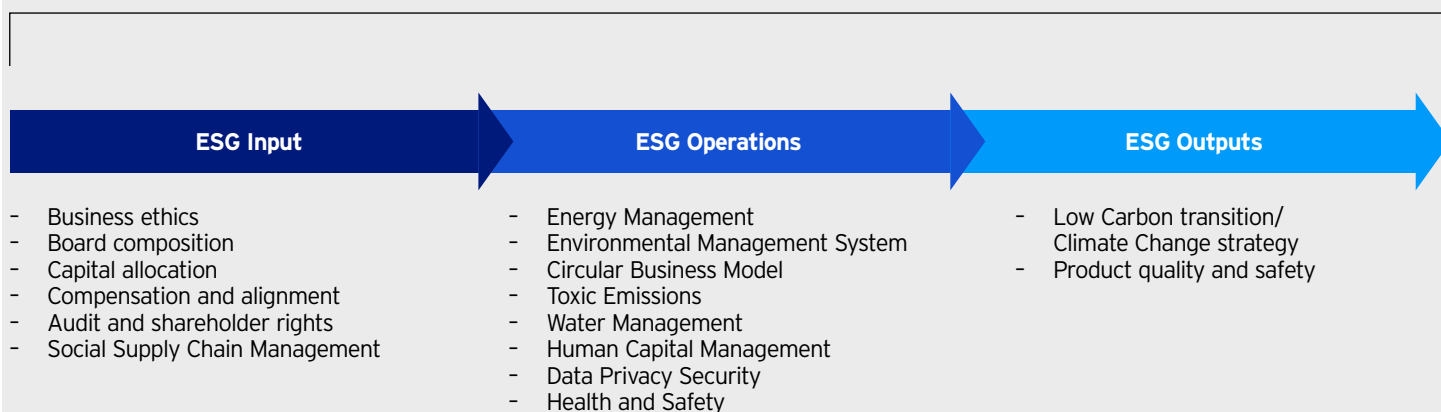 ESG Input
- Business ethics
- Board composition
- Capital allocation
- Compensation and alignment
- Audit and shareholder rights
- Social Supply Chain Management
ESG Operations
- Energy Management
- Environmental Management System
- Circular Business Model
- Toxic Emissions
- Water Management
- Human Capital Management
- Data Privacy Security
- Health and Safety
ESG Outputs
- Low Carbon transition/
Climate Change strategy
- Product quality and safety